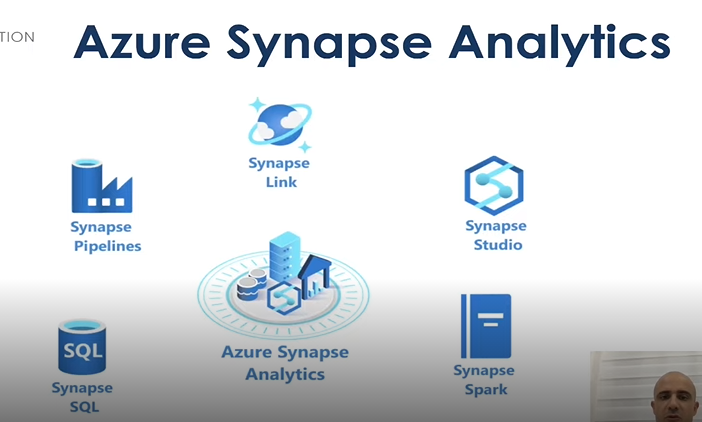 TION
Azure Synapse Analytics
Synapse
Link
Synapse
Pipelines
Synapse
Studio
Azure Synapse
Analytics
SQL
Synapse
SQL
Synapse
Spark